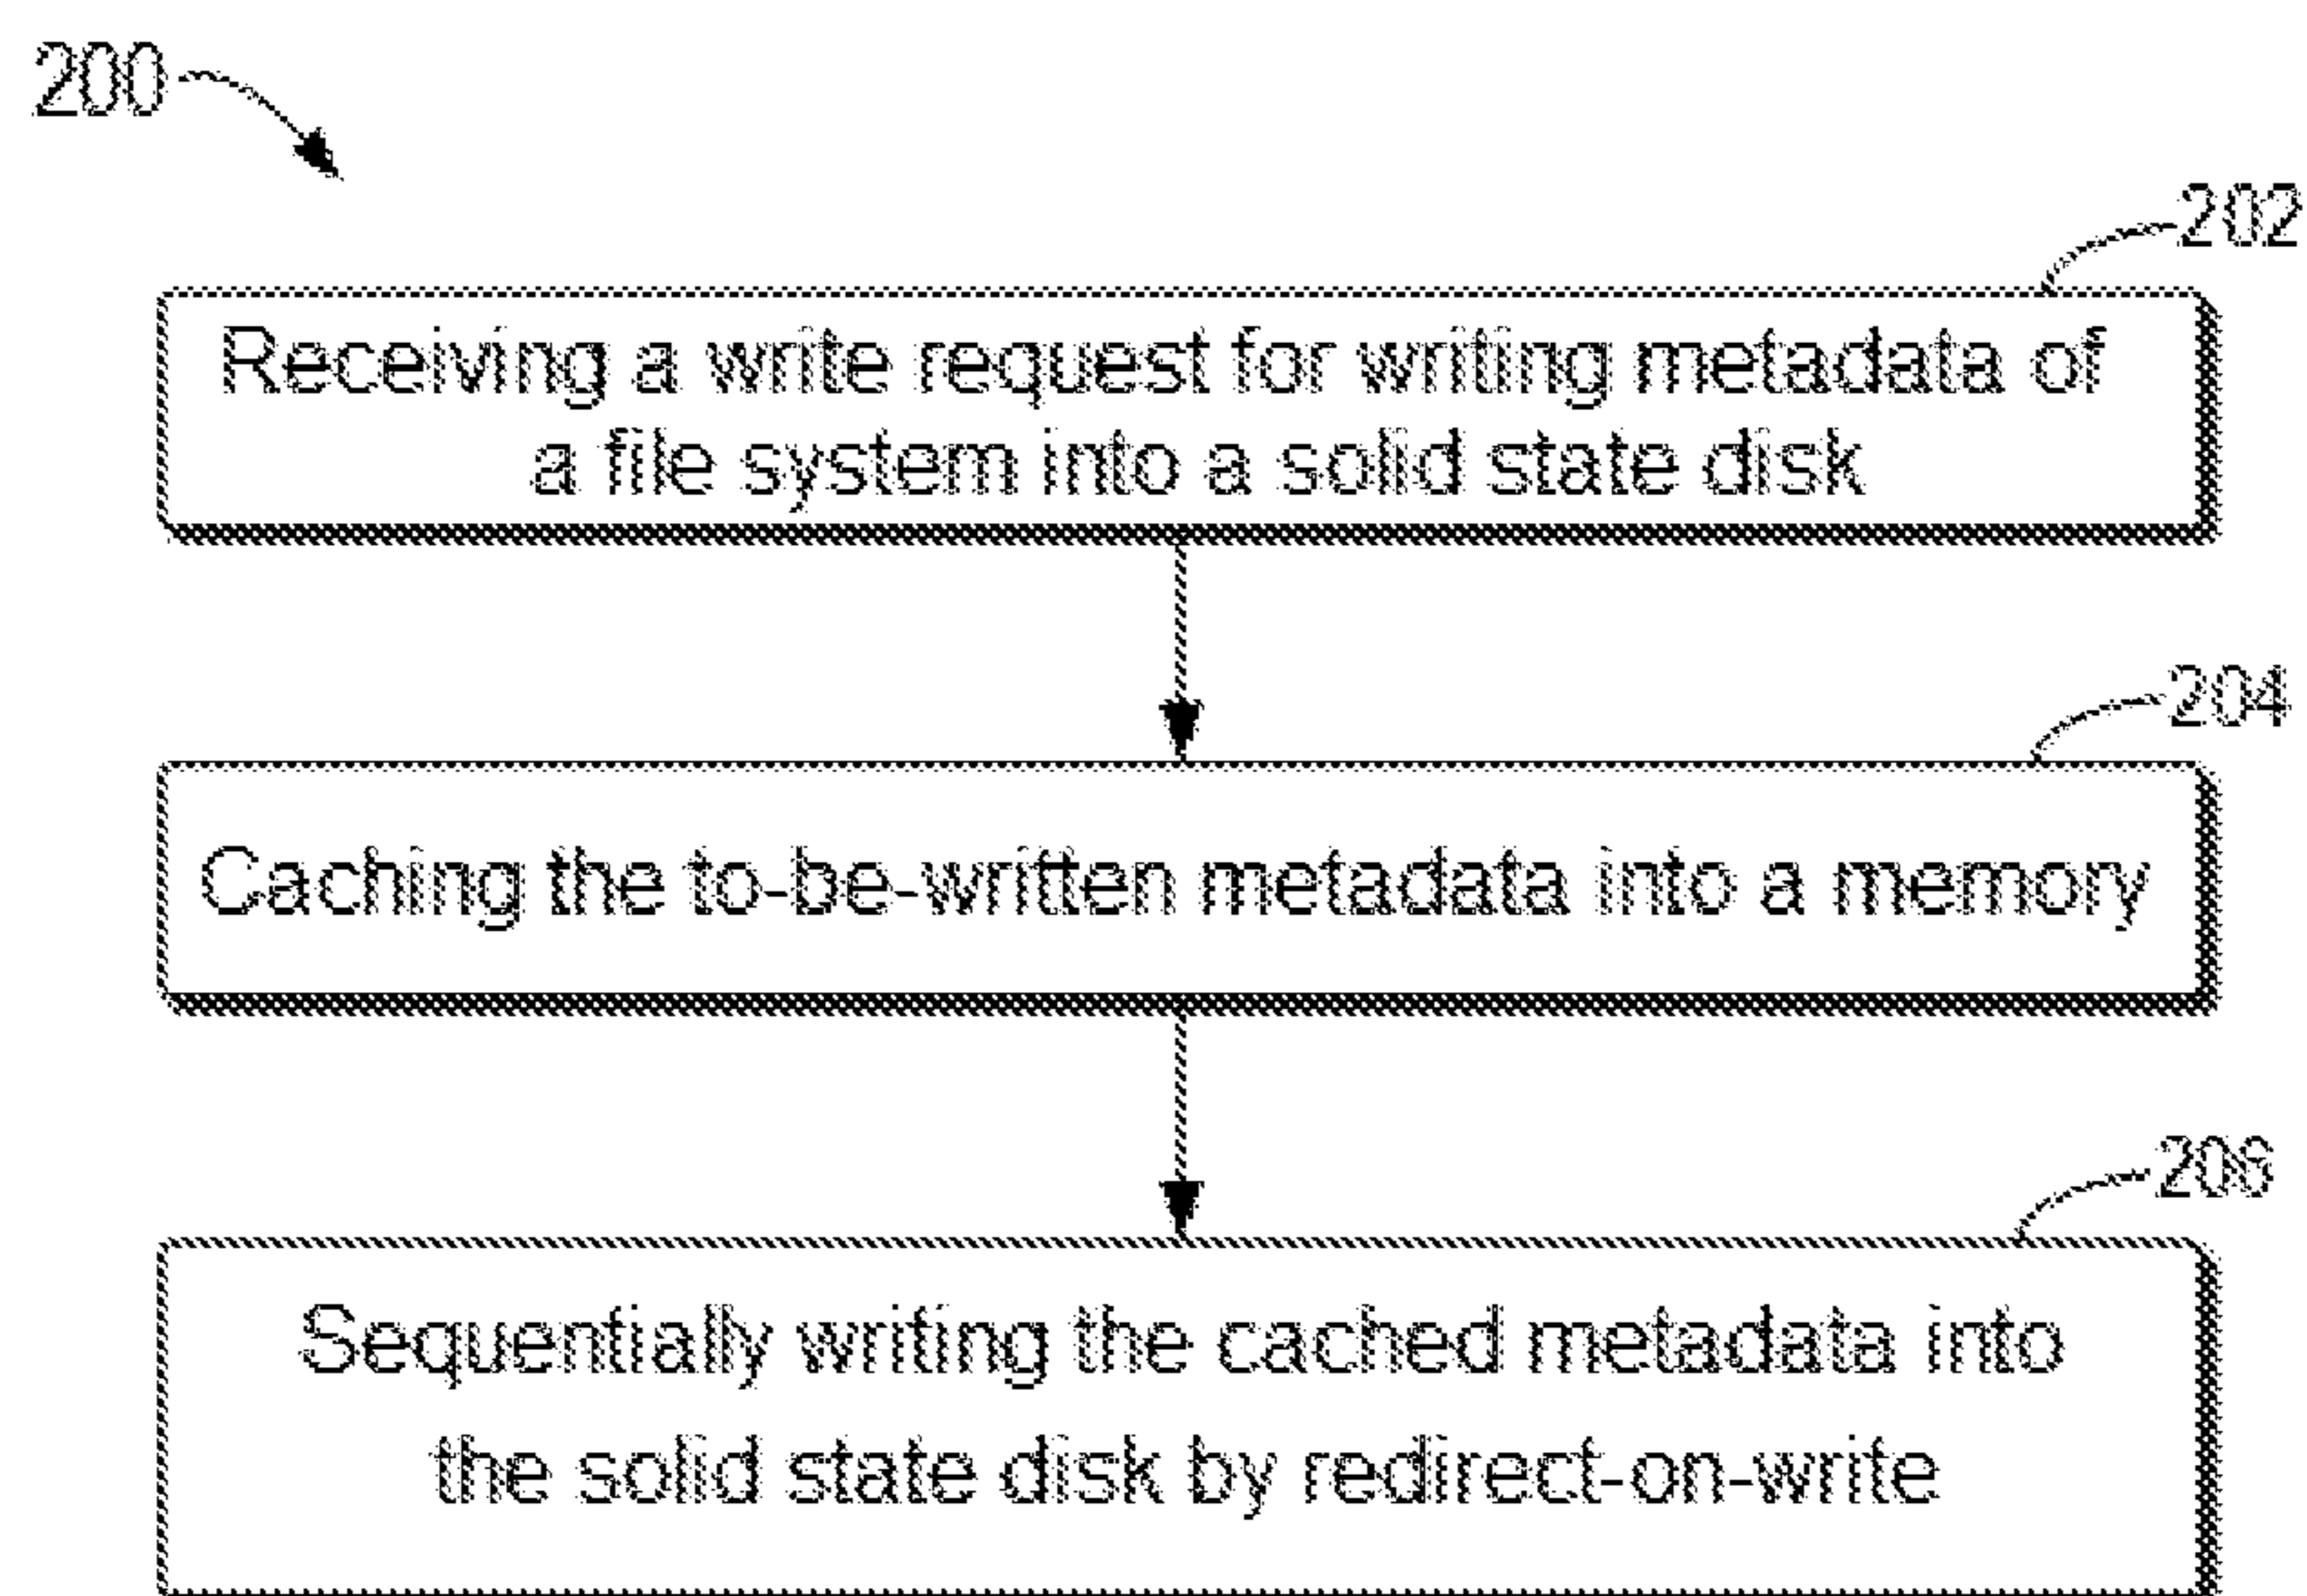 200
202
Receiving a write request for writing metadata of
a file system into a solid state disk
204
Caching the to-be-written metadata into a memory
206
Sequentially writing the cached metadata into
the solid state disk by redirect-on-write